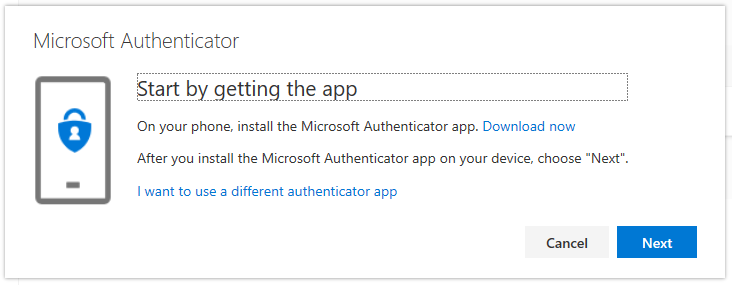 Microsoft Authenticator
Start by getting the app
On your phone, install the Microsoft Authenticator app. Download now
After you install the Microsoft Authenticator app on your device, choose "Next".
I want to use a different authenticator app
Cancel
Next